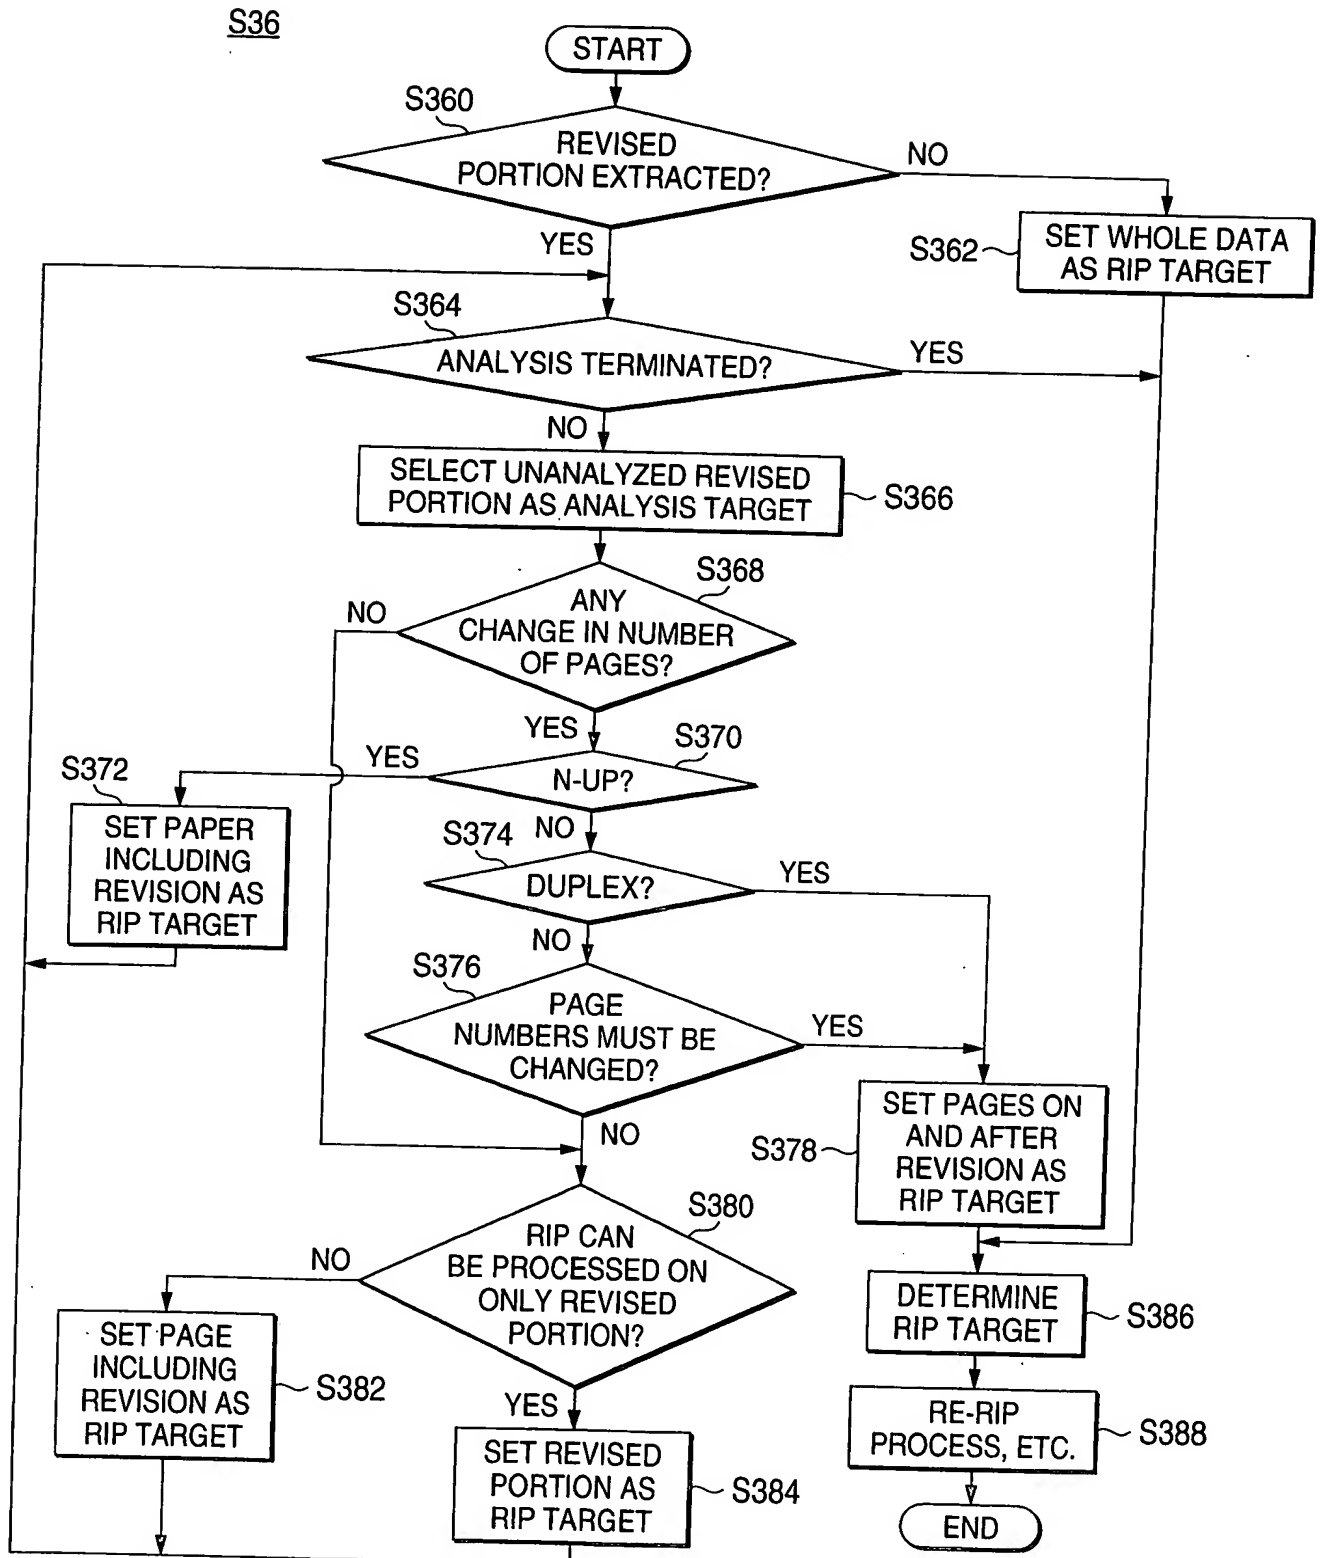 S36
START
S360
REVISED
PORTION EXTRACTED?
NO
YES
S362
SET WHOLE DATA
AS RIP TARGET
S364
ANALYSIS TERMINATED?
YES
NO
SELECT UNANALYZED REVISED
PORTION AS ANALYSIS TARGET
S366
S368
ANY
CHANGE IN NUMBER
OF PAGES?
NO
YES
S370
N-UP?
YES
NO
S372
SET PAPER
INCLUDING
REVISION AS
RIP TARGET
S374
DUPLEX?
YES
NO
S376
PAGE
NUMBERS MUST BE
CHANGED?
YES
NO
S378
SET PAGES ON
AND AFTER
REVISION AS
RIP TARGET
S380
RIP CAN
BE PROCESSED ON
ONLY REVISED
PORTION?
NO
YES
SET PAGE
INCLUDING
REVISION AS
RIP TARGET
S382
SET REVISED
PORTION AS
RIP TARGET
S384
DETERMINE
RIP TARGET
S386
RE-RIP
PROCESS, ETC.
S388
END